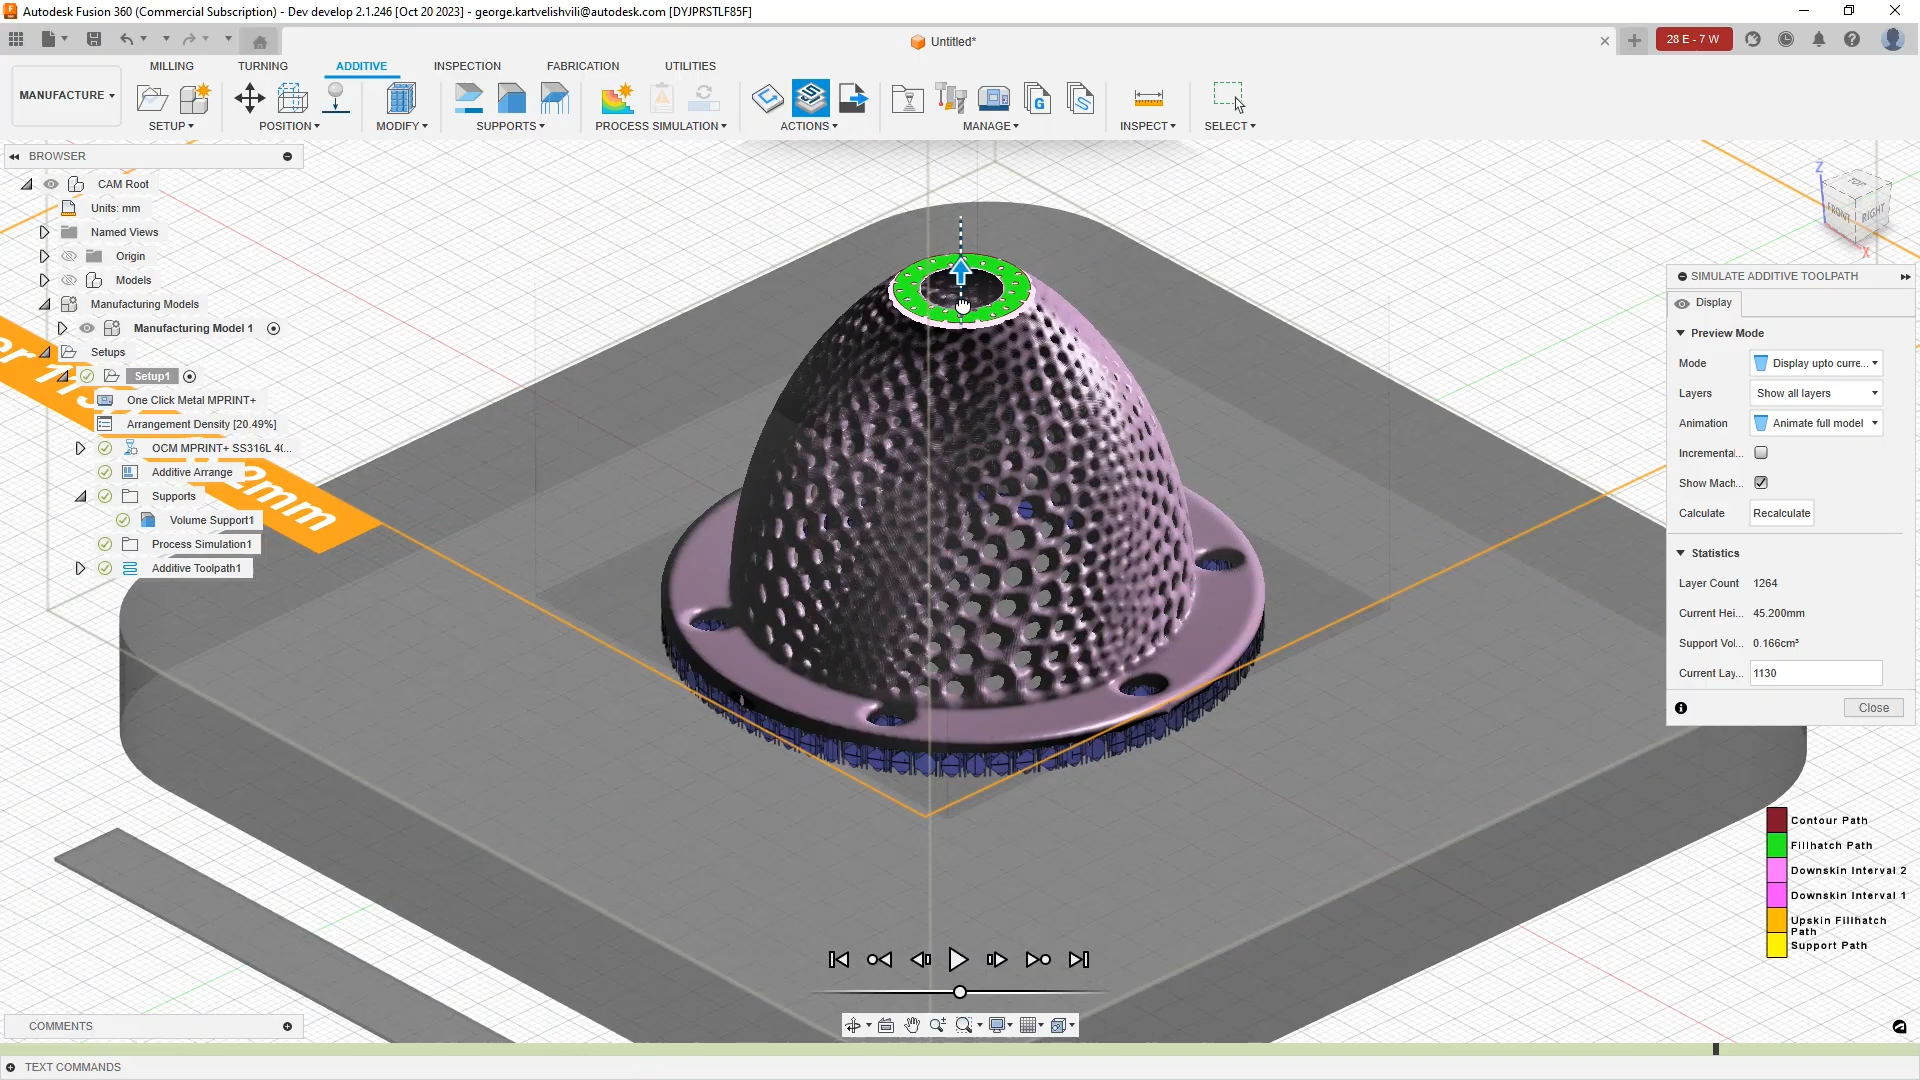 Autodesk Fusion 360 (Commercial Subscription) - Dev develop 2.1.246 [Oct 20 2023] - george.kartvelishvili@autodesk.com [DYJPRSTLF85F]
Untitled*
28 E - 7 W
MILLING TURNING ADDITIVE INSPECTION FABRICATION UTILITIES
MANUFACTURE
SETUP POSITION MODIFY SUPPORTS PROCESS SIMULATION ACTIONS MANAGE INSPECT SELECT
BROWSER
CAM Root
Units: mm
Named Views
Origin
Models
Manufacturing Models
Manufacturing Model 1
Setups
Setup1
One Click Metal MPRINT+
Arrangement Density [20.49%]
OCM MPRINT+ SS316L 40...
Additive Arrange
Supports
Volume Support1
Process Simulation1
Additive Toolpath1
2mm
Z
TOP
FRONT
RIGHT
X
SIMULATE ADDITIVE TOOLPATH
Display
Preview Mode
Mode Display upto curre...
Layers Show all layers
Animation Animate full model
Incremental...
Show Mach...
Calculate Recalculate
Statistics
Layer Count 1264
Current Hei... 45.200mm
Support Vol... 0.166cm³
Current Lay... 1130
Close
Contour Path
Fillhatch Path
Downskin Interval 2
Downskin Interval 1
Upskin Fillhatch
Path
Support Path
COMMENTS
TEXT COMMANDS